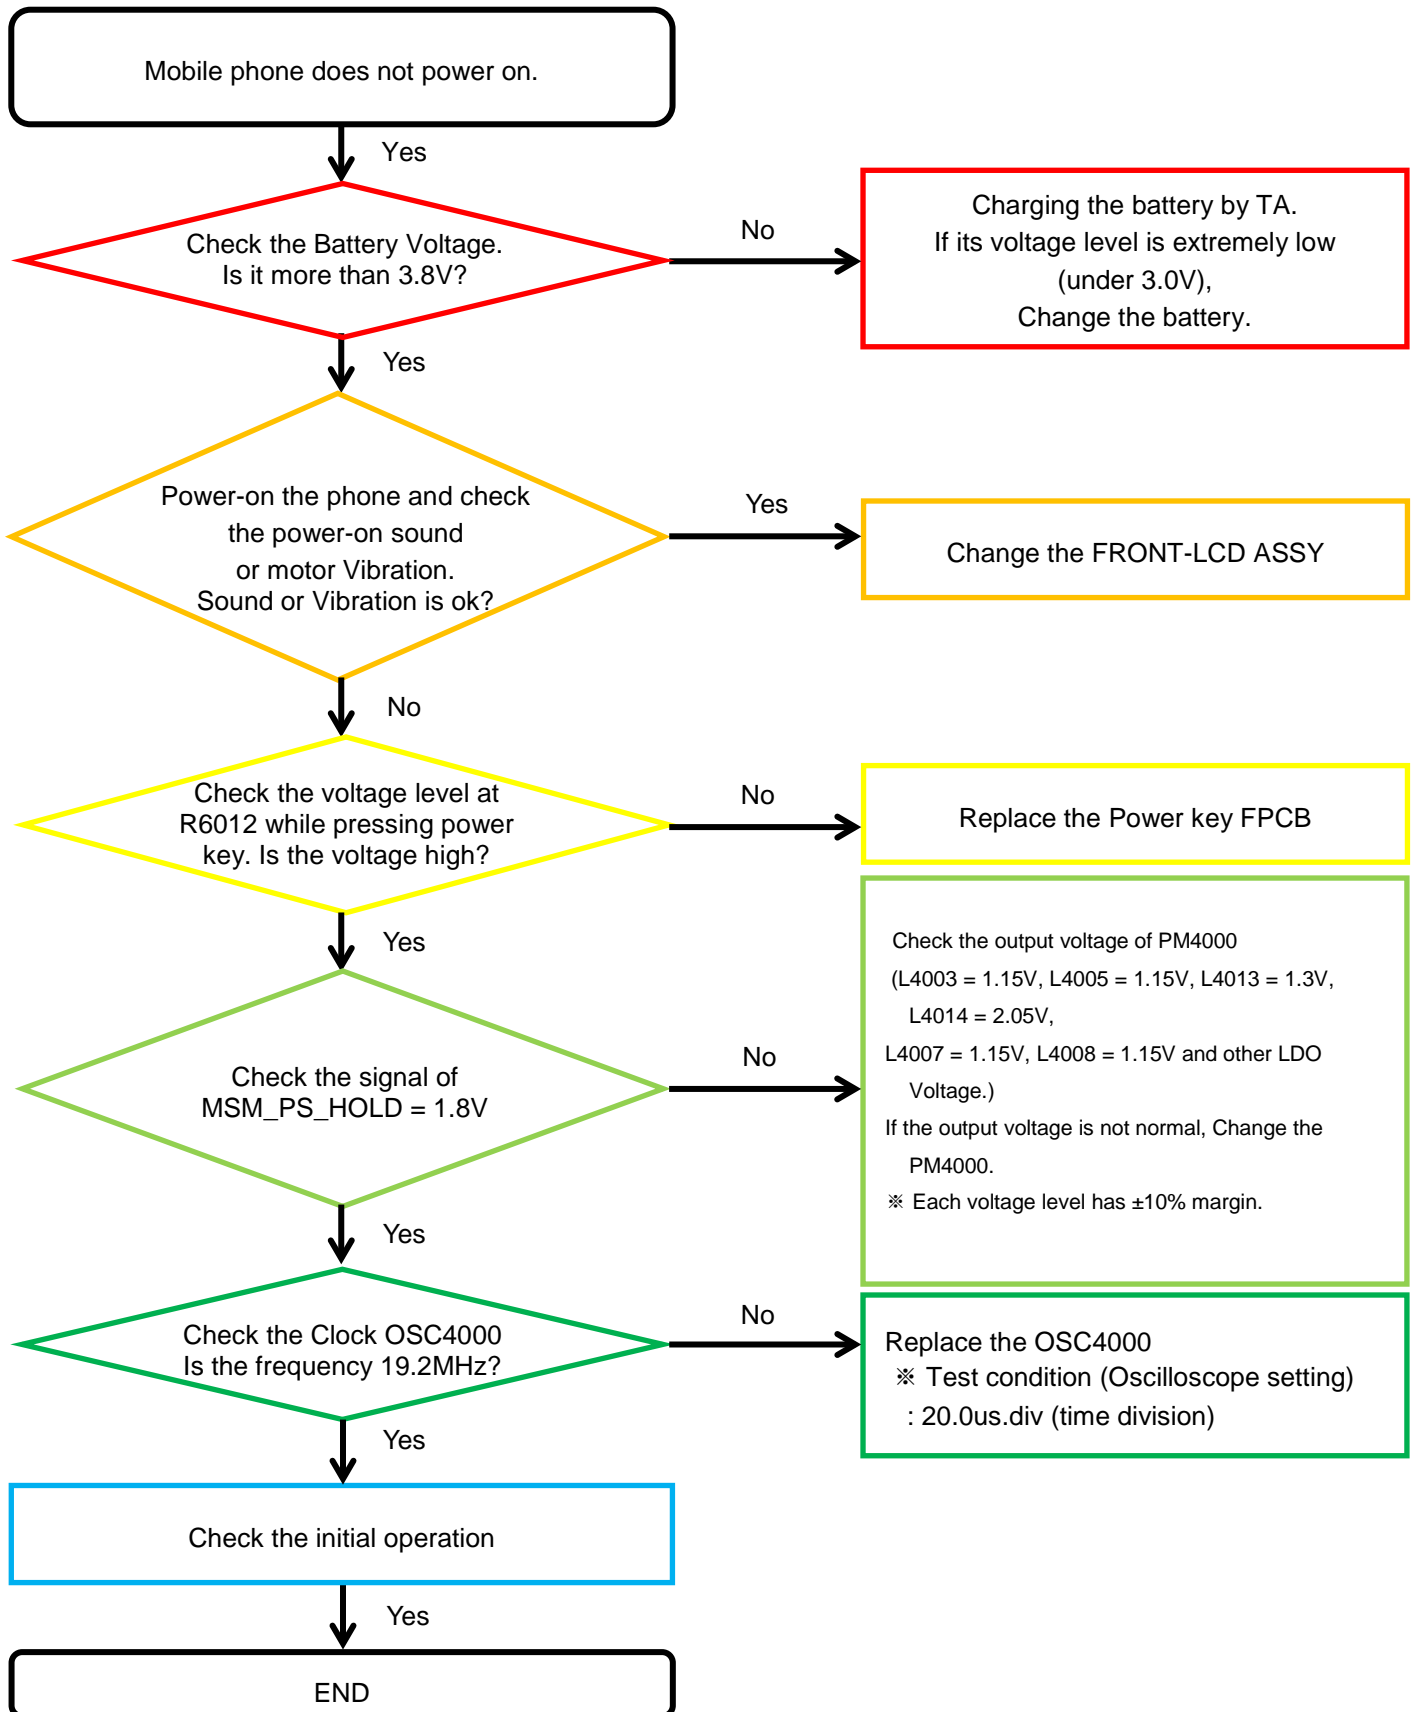 Mobile phone does not power on.
Yes
Check the Battery Voltage.
Is it more than 3.8V?
No
Charging the battery by TA.
If its voltage level is extremely low
(under 3.0V),
Change the battery.
Yes
Power-on the phone and check
the power-on sound
or motor Vibration.
Sound or Vibration is ok?
Yes
Change the FRONT-LCD ASSY
No
Check the voltage level at
R6012 while pressing power
key. Is the voltage high?
No
Replace the Power key FPCB
Yes
Check the signal of
MSM_PS_HOLD = 1.8V
No
Check the output voltage of PM4000
(L4003 = 1.15V, L4005 = 1.15V, L4013 = 1.3V,
L4014 = 2.05V,
L4007 = 1.15V, L4008 = 1.15V and other LDO
Voltage.)
If the output voltage is not normal, Change the
PM4000.
※ Each voltage level has ±10% margin.
Yes
Check the Clock OSC4000
Is the frequency 19.2MHz?
No
Replace the OSC4000
※ Test condition (Oscilloscope setting)
: 20.0us.div (time division)
Yes
Check the initial operation
Yes
END